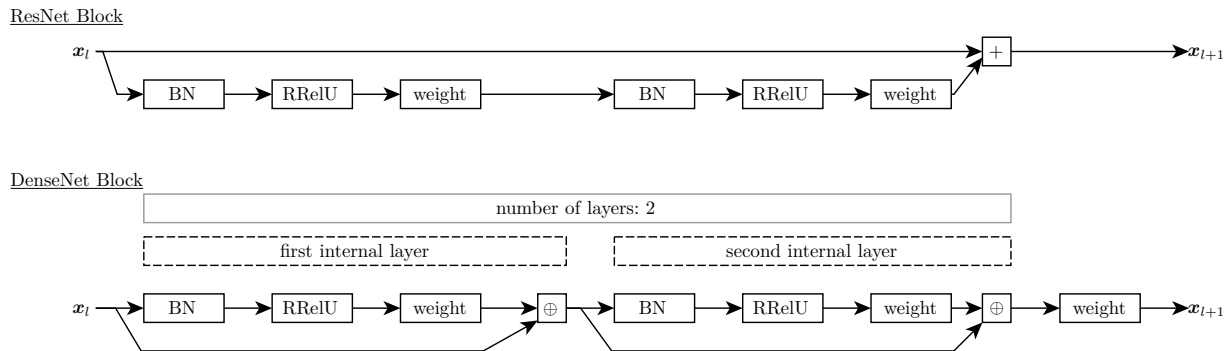 ResNet Block
x_l + x_{l+1}
BN RRelU weight BN RRelU weight
DenseNet Block
number of layers: 2
first internal layer second internal layer
x_l BN RRelU weight ⊕ BN RRelU weight ⊕ weight x_{l+1}